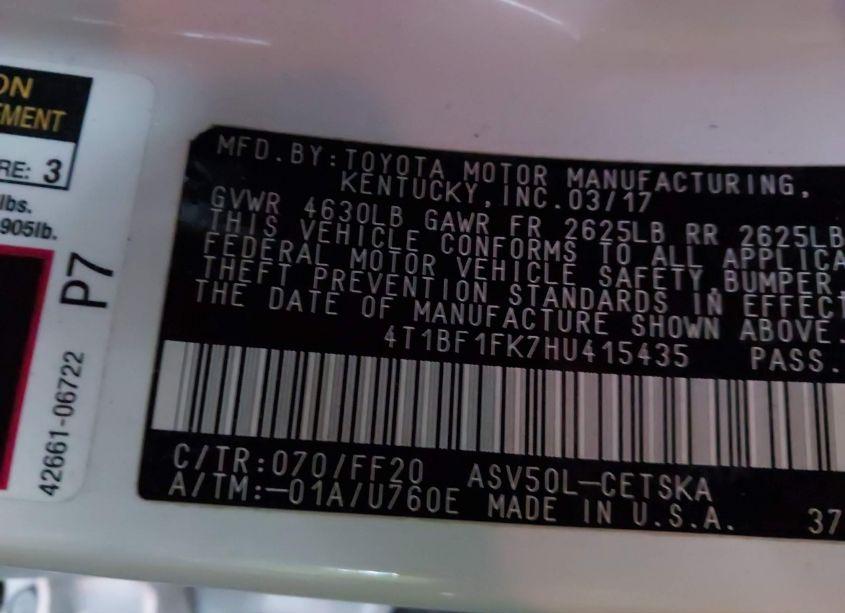 ON
EMENT
RE: 3
lbs.
905lb.
P7
42661-06722
MFD.BY:TOYOTA MOTOR MANUFACTURING,
KENTUCKY,INC.03/17
GVWR 4630LB GAWR FR 2625LB RR 2625LB
THIS VEHICLE CONFORMS TO ALL APPLICA
FEDERAL MOTOR VEHICLE SAFETY,BUMPER
THEFT PREVENTION STANDARDS IN EFFECT
THE DATE OF MANUFACTURE SHOWN ABOVE.
4T1BF1FK7HU415435 PASS.
C/TR:070/FF20 ASV50L-CETSKA
A/TM:-01A/U760E MADE IN U.S.A. 37